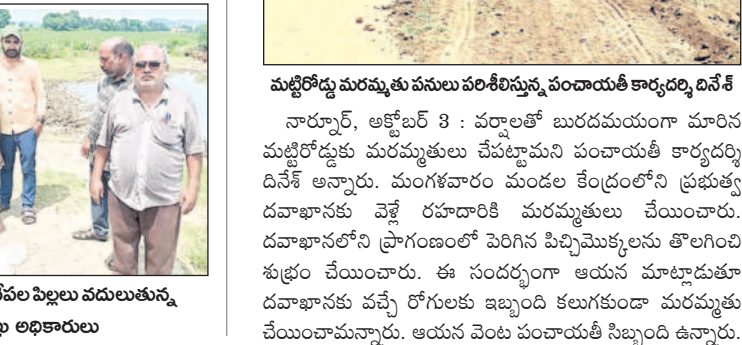 పిల్లలు వదులుతున్న
అధికారులు
మట్టిరోడ్డు మరమ్మతు పనులు పరిశీలిస్తున్న పంచాయతీ కార్యదర్శి దినేశ్
నార్నూర్, అక్టోబర్ 3 : వర్షాలతో బురదమయంగా మారిన
మట్టిరోడ్డుకు మరమ్మతులు చేపట్టామని పంచాయతీ కార్యదర్శి
దినేశ్ అన్నారు. మంగళవారం మండల కేంద్రంలోని ప్రభుత్వ
దవాఖానకు వెళ్లే రహదారికి మరమ్మతులు చేయించారు.
దవాఖానలోని ప్రాగణంలో పెరిగిన పిచ్చిమొక్కలను తొలగించి
శుభ్రం చేయించారు. ఈ సందర్భంగా ఆయన మాట్లాడుతూ
దవాఖానకు వచ్చే రోగులకు ఇబ్బంది కలుగకుండా మరమ్మతు
చేయించామన్నారు. ఆయన వెంట పంచాయతీ సిబ్బంది ఉన్నారు.